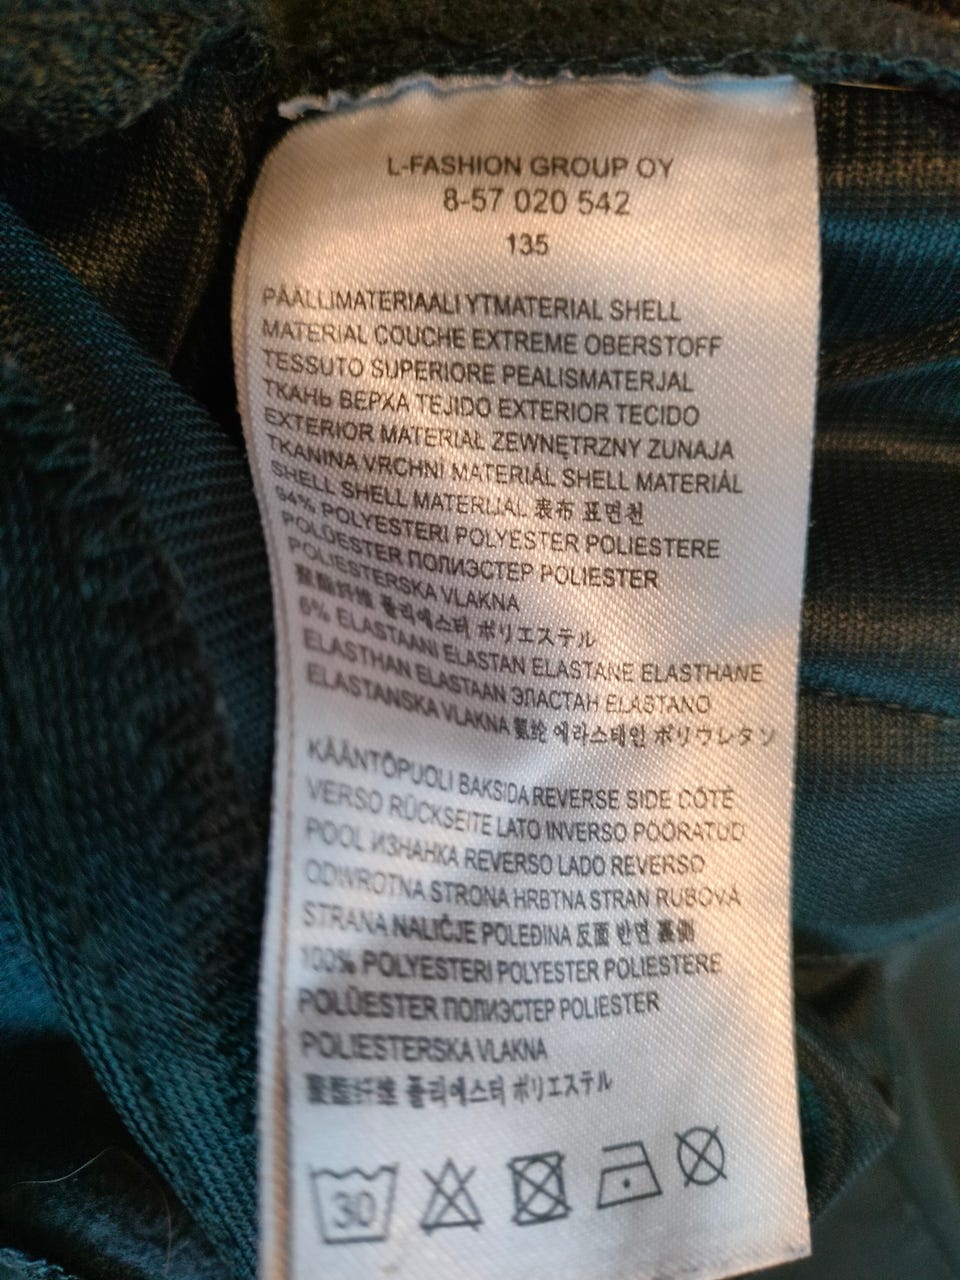 L-FASHION GROUP OY
8-57 020 542
135
PÄÄLLIMATERIAALI YTMATERIAL SHELL
MATERIAL COUCHE EXTREME OBERSTOFF
TESSUTO SUPERIORE PEALISMATERJAL
ТКАНЬ ВЕРХА TEJIDO EXTERIOR TECIDO
EXTERIOR MATERIAŁ ZEWNĘTRZNY ZUNAJA
TKANINA VRCHNÍ MATERIÁL SHELL MATERIÁL
SHELL SHELL MATERIJAL 表布 표면천
94% POLYESTERI POLYESTER POLIESTERE
POLÜESTER ПОЛИЭСТЕР POLIESTER
POLIESTERSKA VLAKNA
聚酯纤维 폴리에스터 ポリエステル
6% ELASTAANI ELASTAN ELASTANE ELASTHANE
ELASTHAN ELASTAAN ЭЛАСТАН ELASTANO
ELASTANSKA VLAKNA 氨纶 에라스테인 ポリウレタン
KÄÄNTÖPUOLI BAKSIDA REVERSE SIDE CÔTÉ
VERSO RÜCKSEITE LATO INVERSO PÖÖRATUD
POOL ИЗНАНКА REVERSO LADO REVERSO
ODWROTNA STRONA HRBTNA STRAN RUBOVÁ
STRANA NALIČJE POLEĐINA 反面 반면 裏側
100% POLYESTERI POLYESTER POLIESTERE
POLÜESTER ПОЛИЭСТЕР POLIESTER
POLIESTERSKA VLAKNA
聚酯纤维 폴리에스터 ポリエステル
30